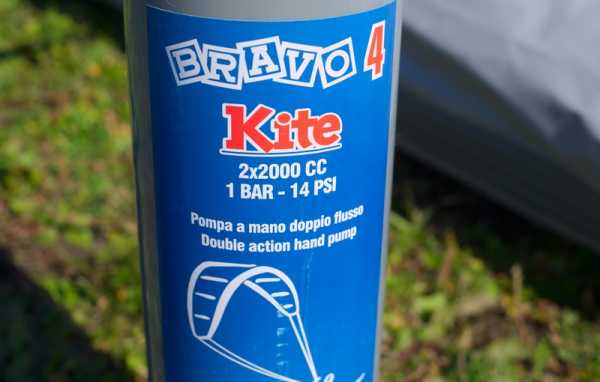 BRAVO 4
Kite
2x2000 CC
1 BAR - 14 PSI
Pompa a mano doppio flusso
Double action hand pump